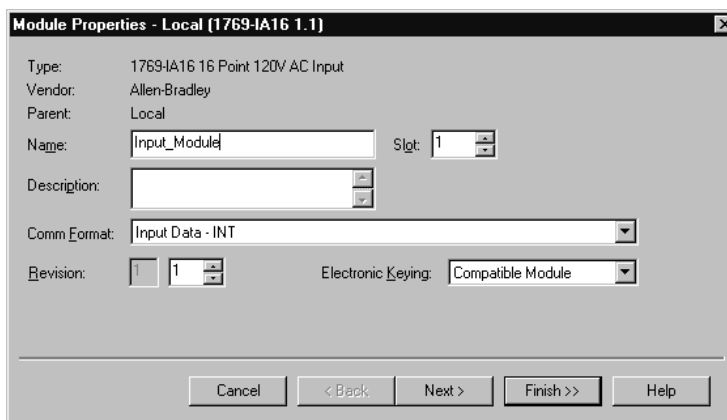 Module Properties - Local (1769-IA16 1.1)
Type: 1769-IA16 16 Point 120V AC Input
Vendor: Allen-Bradley
Parent: Local
Name: Input_Module Slot: 1
Description:
Comm Format: Input Data - INT
Revision: 1 1 Electronic Keying: Compatible Module
Cancel < Back Next > Finish >> Help